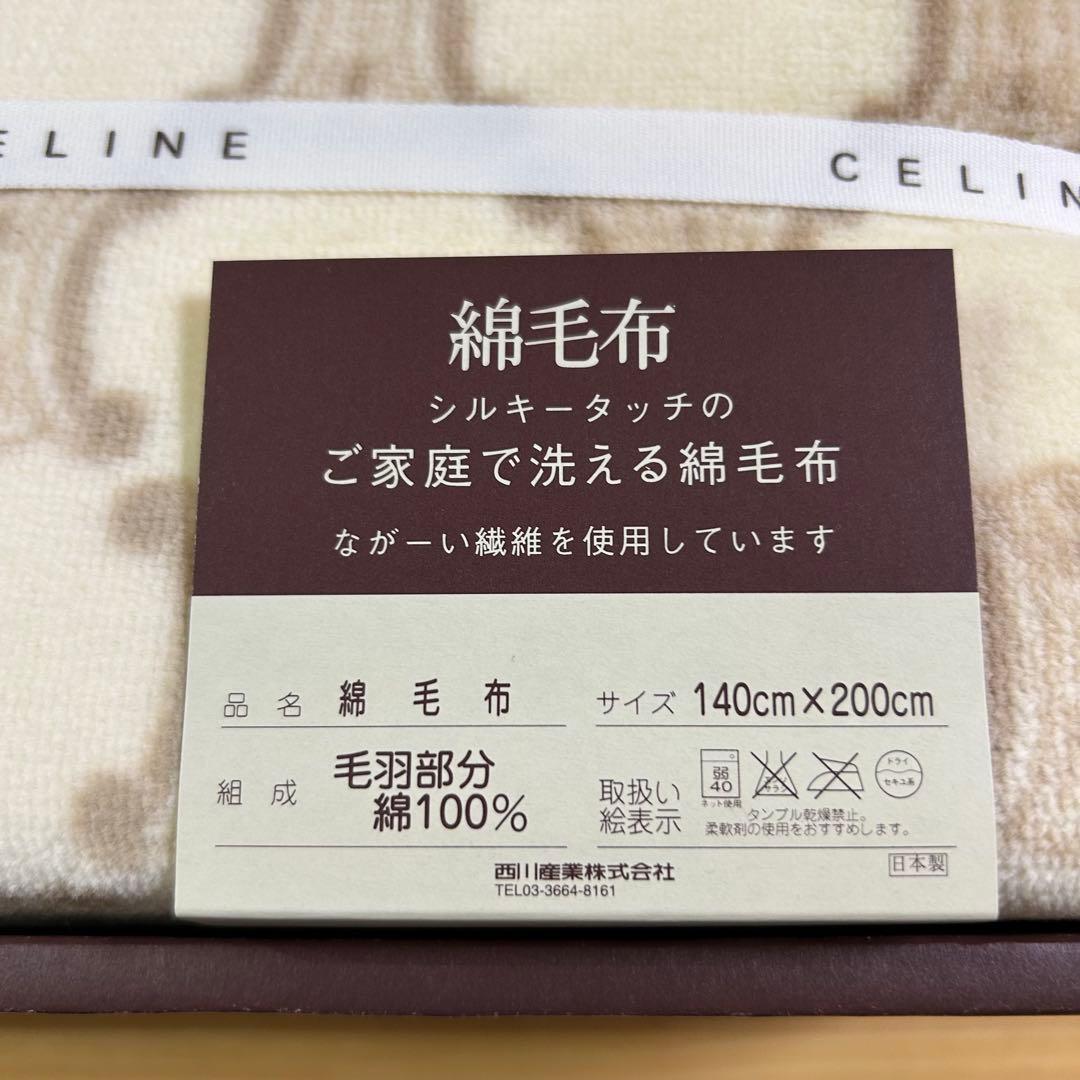 ELINE
CELIN
綿毛布
シルキータッチの
ご家庭で洗える綿毛布
ながーい繊維を使用しています
品名 綿毛布
サイズ 140cm×200cm
組成 毛羽部分
綿100%
取扱い
絵表示
弱
40
ネット使用
ドライ
セキユ系
タンブル乾燥禁止。
柔軟剤の使用をおすすめします。
西川産業株式会社
TEL03-3664-8161
日本製